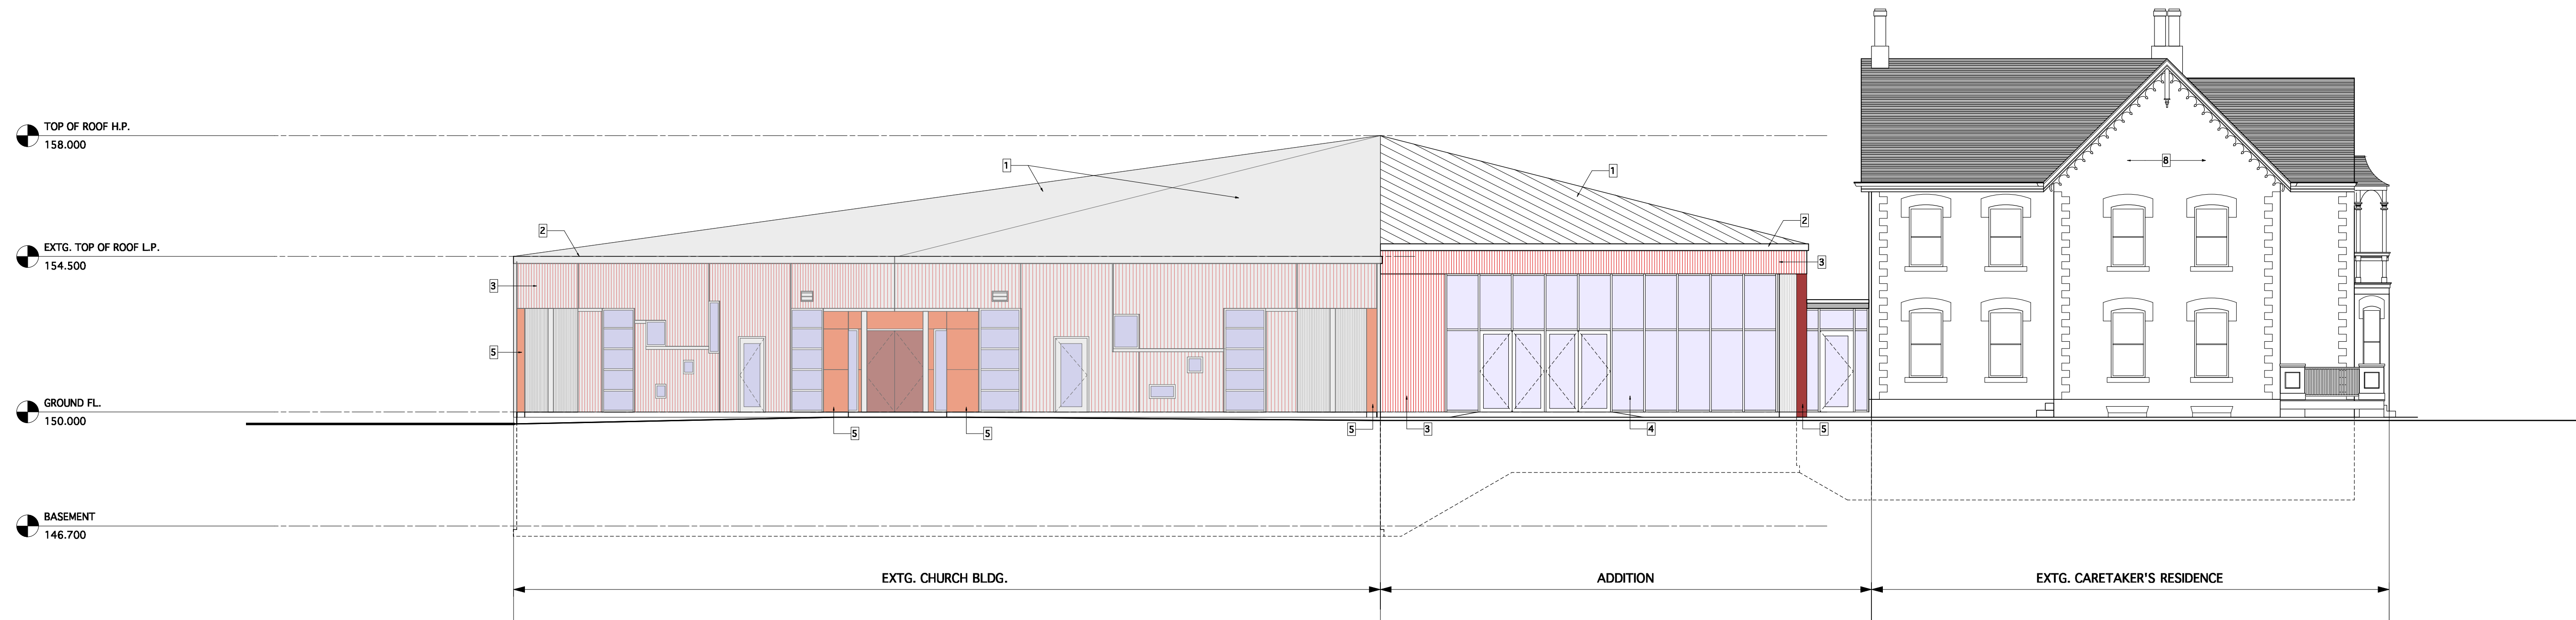 TOP OF ROOF H.P.
158.000
1
1
8
2
2
EXTG. TOP OF ROOF L.P.
154.500
3
3
5
GROUND FL.
150.000
5
5
5
3
4
5
BASEMENT
146.700
EXTG. CHURCH BLDG.
ADDITION
EXTG. CARETAKER'S RESIDENCE